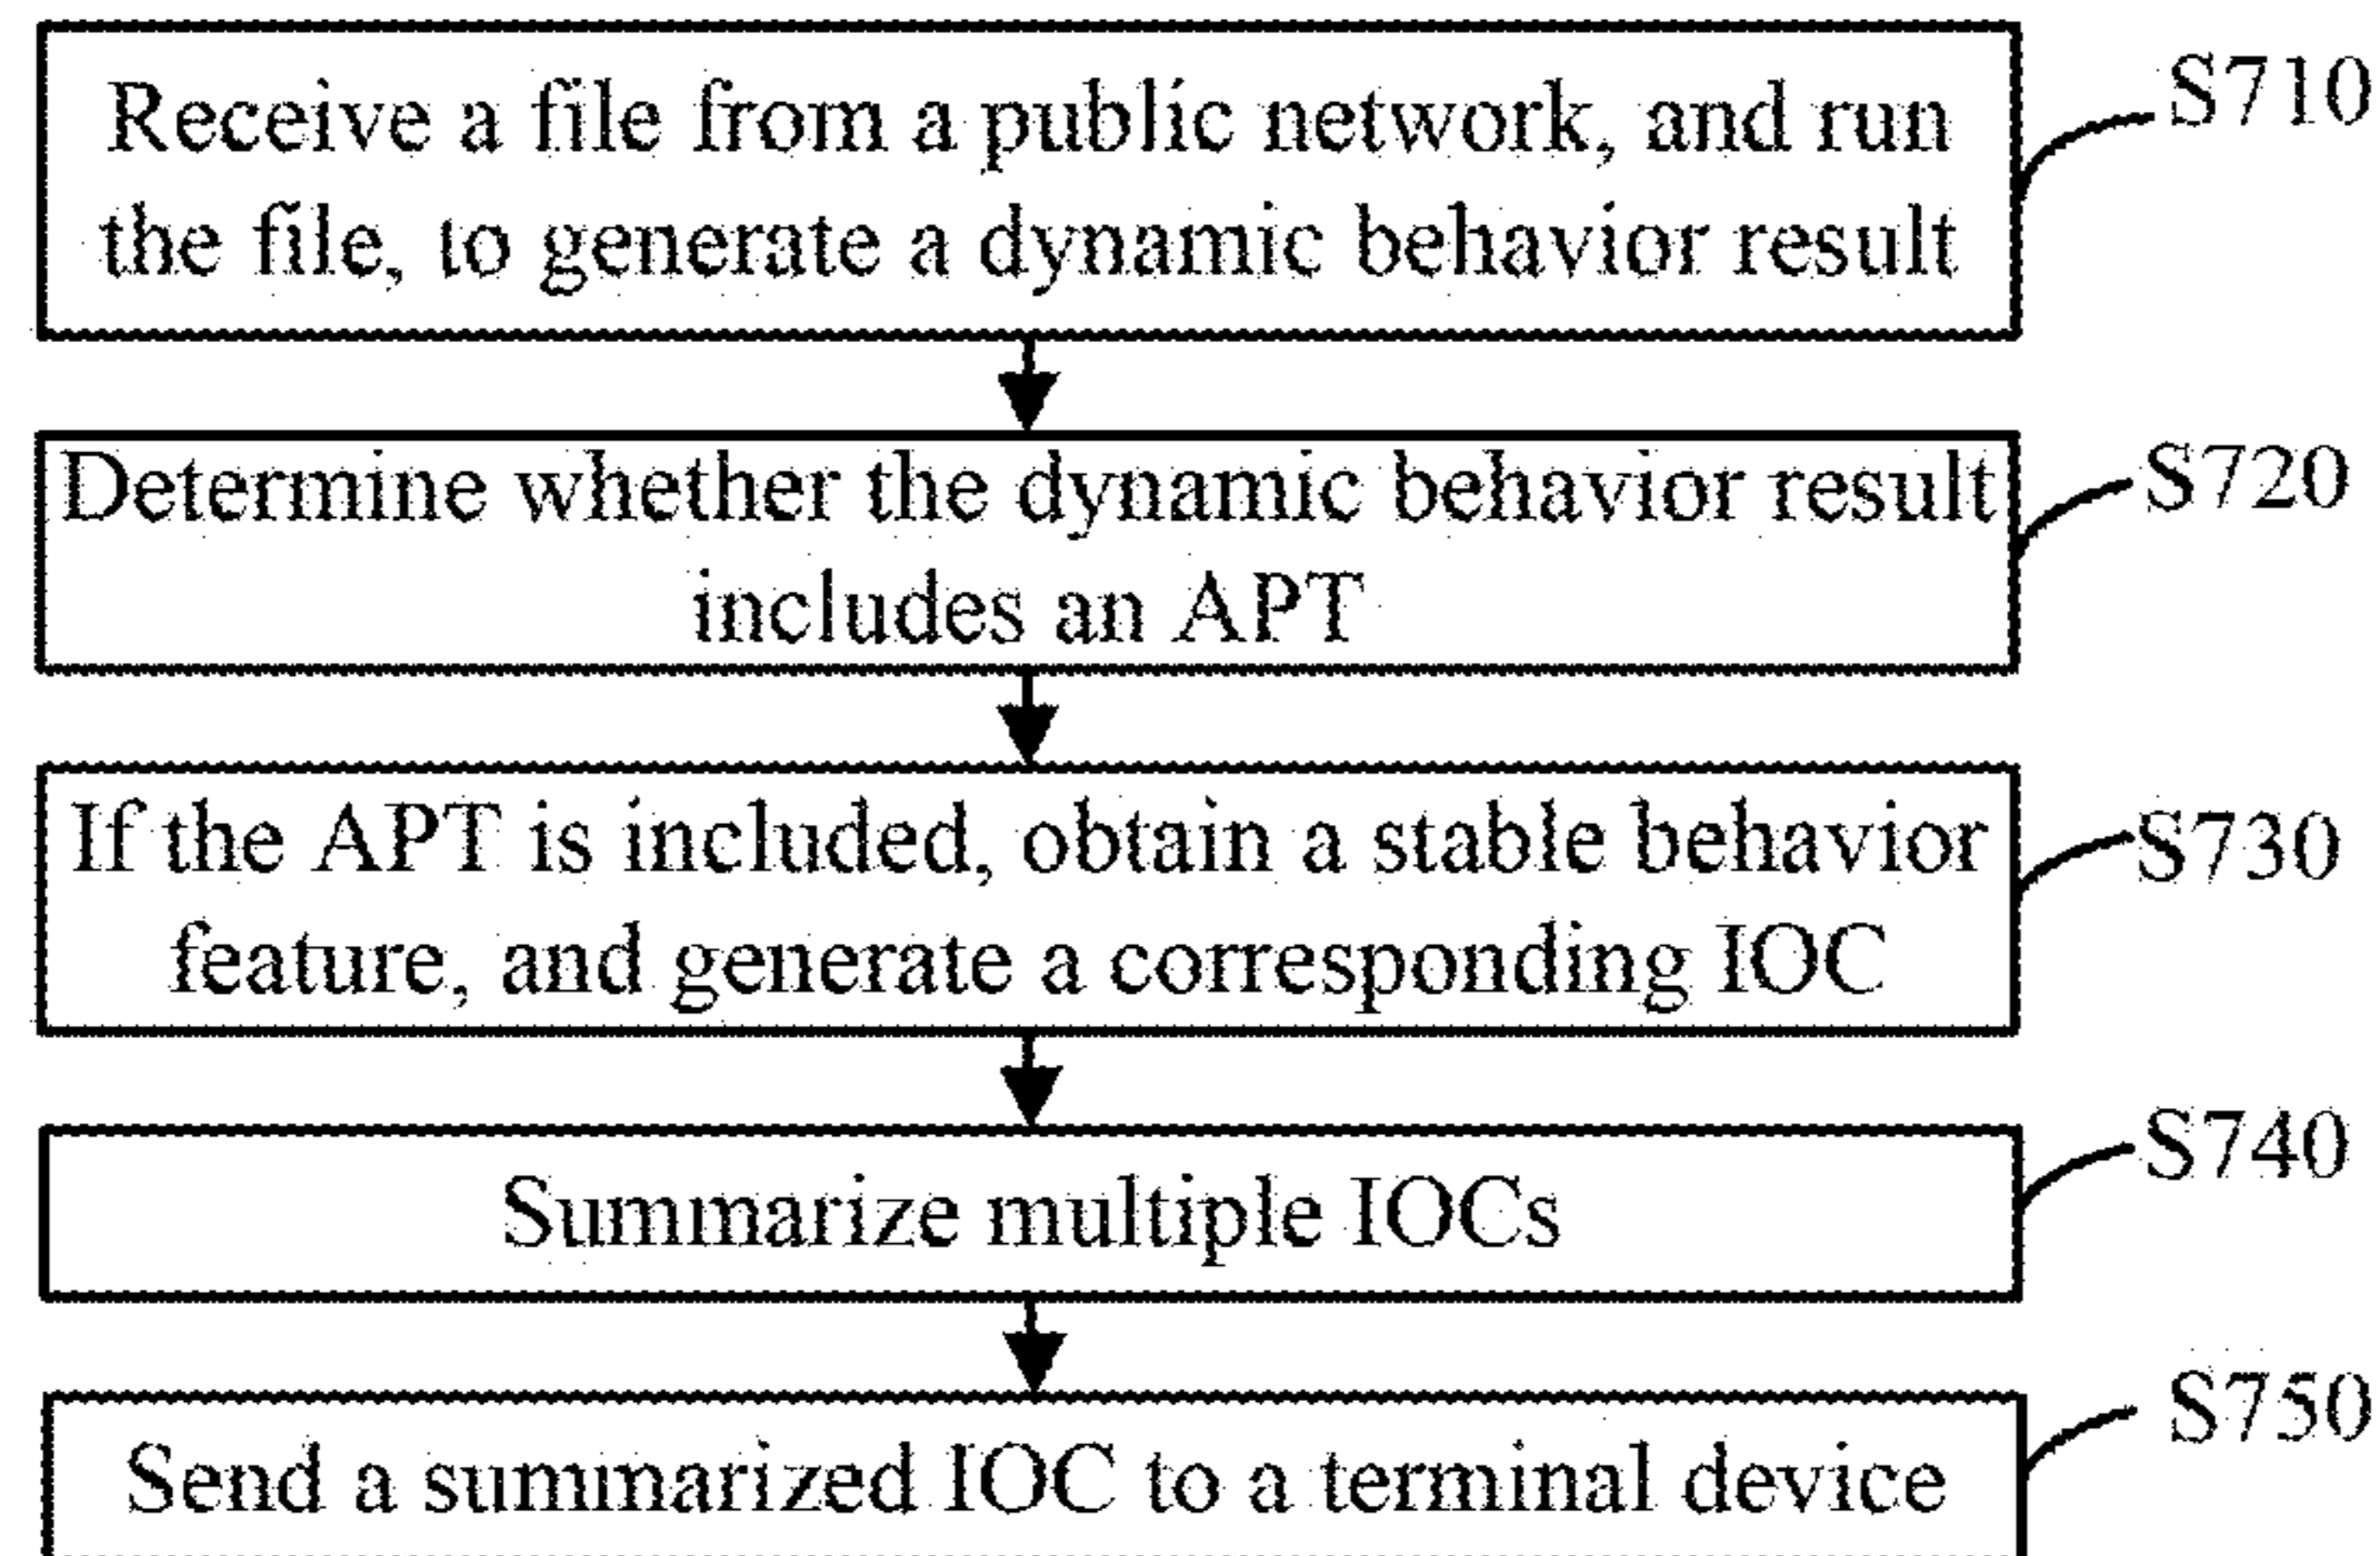 Receive a file from a public network, and run
the file, to generate a dynamic behavior result
S710
Determine whether the dynamic behavior result
includes an APT
S720
If the APT is included, obtain a stable behavior
feature, and generate a corresponding IOC
S730
Summarize multiple IOCs
S740
Send a summarized IOC to a terminal device
S750